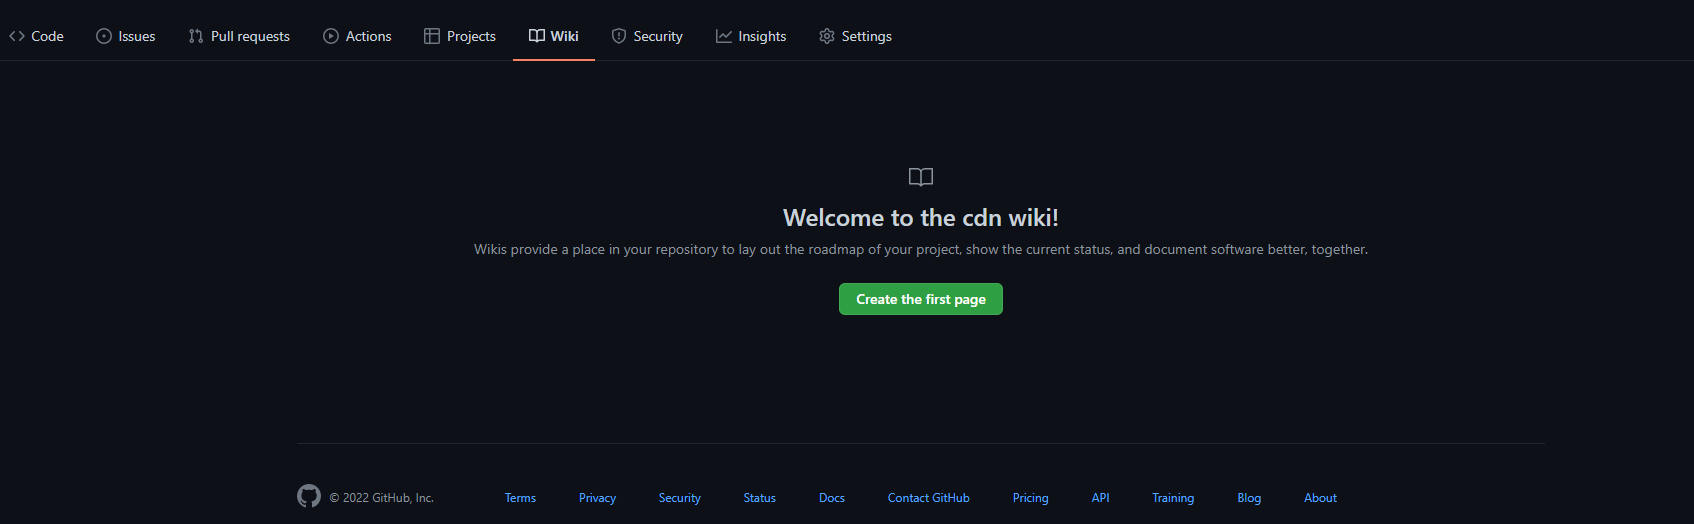 Code Issues Pull requests Actions Projects Wiki Security Insights Settings
Welcome to the cdn wiki!
Wikis provide a place in your repository to lay out the roadmap of your project, show the current status, and document software better, together.
Create the first page
© 2022 GitHub, Inc. Terms Privacy Security Status Docs Contact GitHub Pricing API Training Blog About